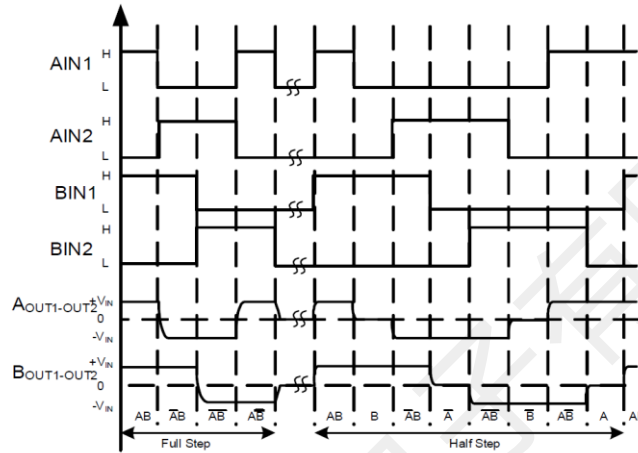 AIN1 H L
AIN2 H L
BIN1 H L
BIN2 H L
AOUT1-OUT2 +VIN 0 -VIN
BOUT1-OUT2 +VIN 0 -VIN
AB A̅B A̅B̅ AB̅ AB B A̅B A̅ A̅B̅ B̅ AB̅ A A
Full Step Half Step